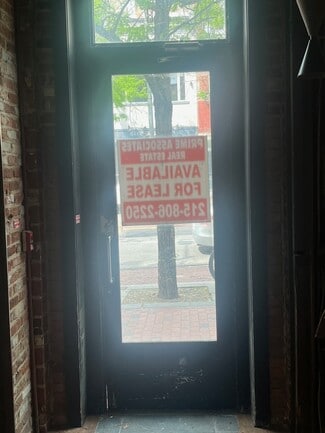 PRIME ASSOCIATES
REAL ESTATE
AVAILABLE
FOR LEASE
215-806-2250